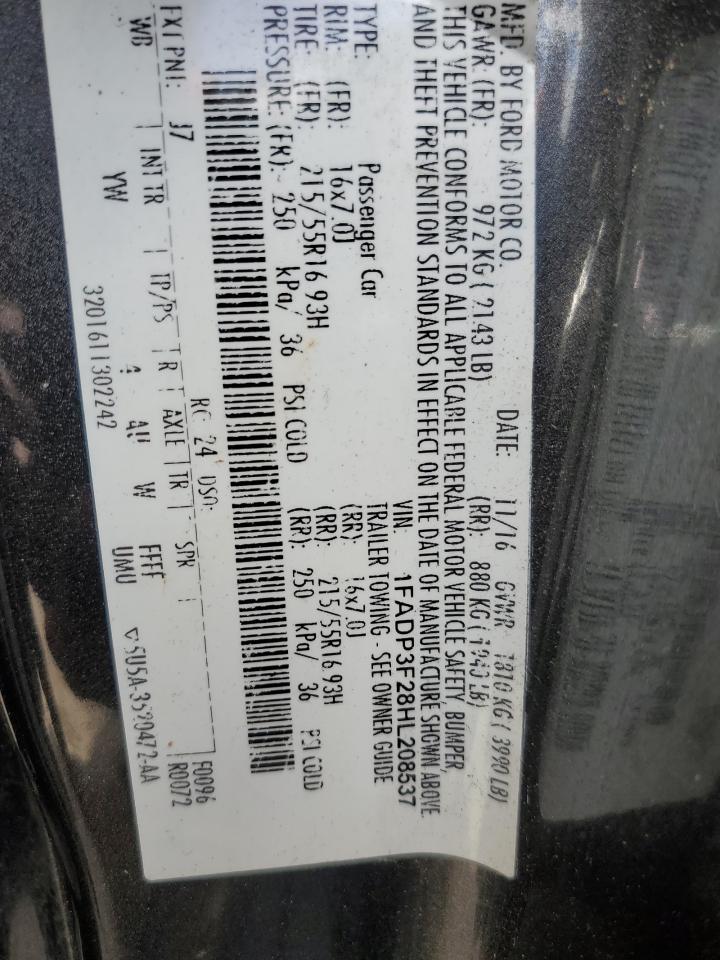 MFD. BY FORD MOTOR CO. DATE: 11/16 GVWR: 1810 KG ( 3990 LB)
GAWR: (FR): 972 KG ( 2143 LB) (RR): 880 KG ( 1940 LB)
THIS VEHICLE CONFORMS TO ALL APPLICABLE FEDERAL MOTOR VEHICLE SAFETY, BUMPER,
AND THEFT PREVENTION STANDARDS IN EFFECT ON THE DATE OF MANUFACTURE SHOWN ABOVE
VIN: 1FADP3F28HL208537
TYPE: Passenger Car TRAILER TOWING - SEE OWNER GUIDE
RIM: (FR): 16x7.0J (RR): 16x7.0J
TIRE: (FR): 215/55R16 93H (RR): 215/55R16 93H
PRESSURE: (FR): 250 kPa/ 36 PSI COLD (RR): 250 kPa/ 36 PSI COLD
EXT PNT: J7 RC: 24 DSO: F0096
WB INT TR TP/PS R AXLE TR SPR R0072
YW 4 AU W FFFF
3201611302242 UMU 5U5A-3520472-AA